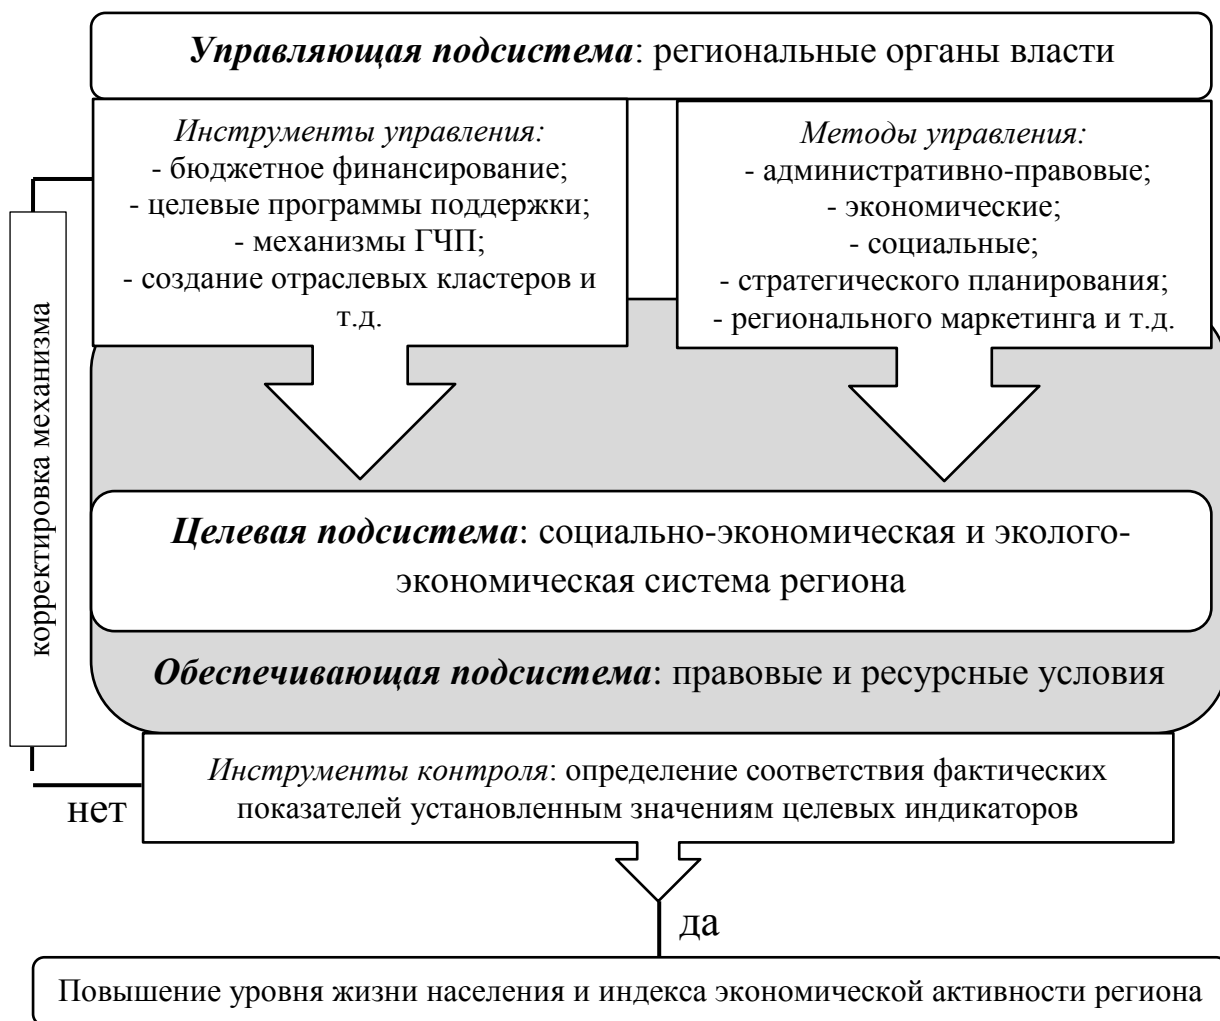 Управляющая подсистема: региональные органы власти
Инструменты управления:
- бюджетное финансирование;
- целевые программы поддержки;
- механизмы ГЧП;
- создание отраслевых кластеров и
т.д.
Методы управления:
- административно-правовые;
- экономические;
- социальные;
- стратегического планирования;
- регионального маркетинга и т.д.
корректировка механизма
Целевая подсистема: социально-экономическая и эколого-
экономическая система региона
Обеспечивающая подсистема: правовые и ресурсные условия
Инструменты контроля: определение соответствия фактических
показателей установленным значениям целевых индикаторов
нет
да
Повышение уровня жизни населения и индекса экономической активности региона